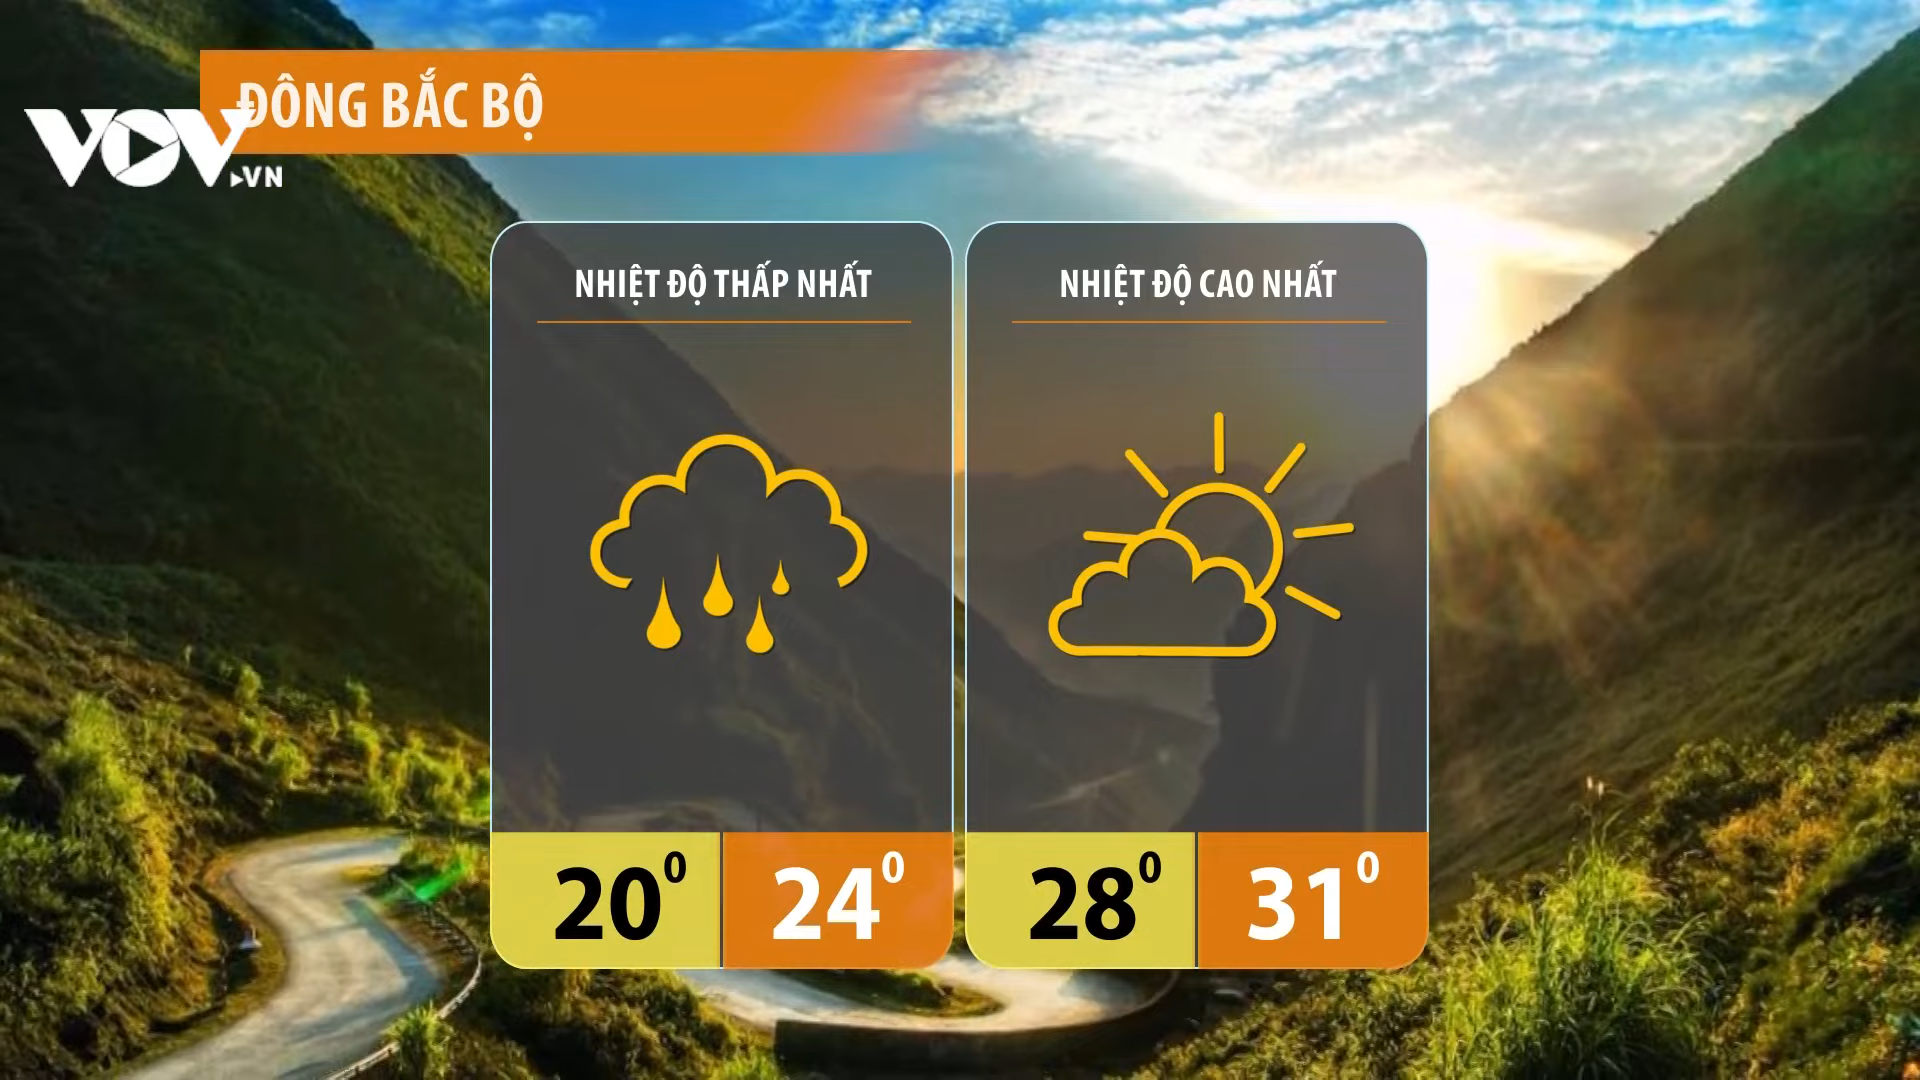 ĐÔNG BẮC BỘ
VOV.VN
NHIỆT ĐỘ THẤP NHẤT
NHIỆT ĐỘ CAO NHẤT
20⁰ 24⁰
28⁰ 31⁰